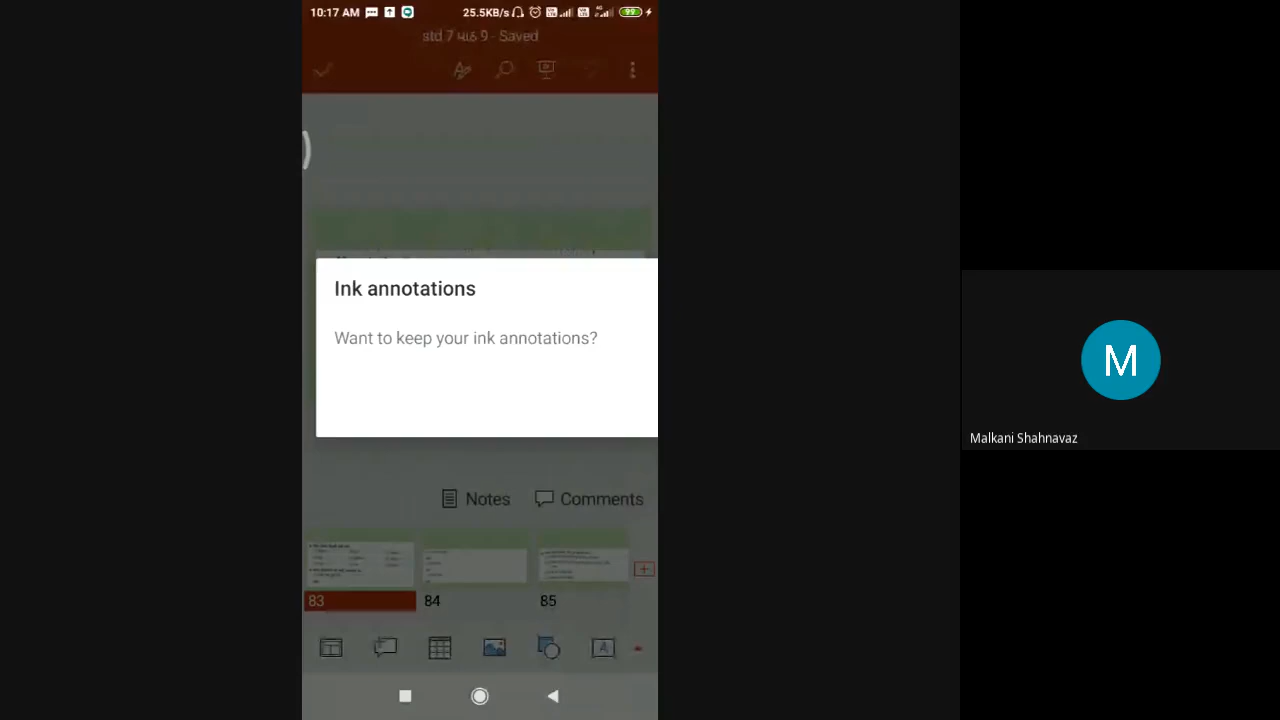 10:17 AM 25.5KB/s 99
std 7 પાઠ 9 - Saved
Ink annotations
Want to keep your ink annotations?
Notes Comments
83 84 85
M
Malkani Shahnavaz